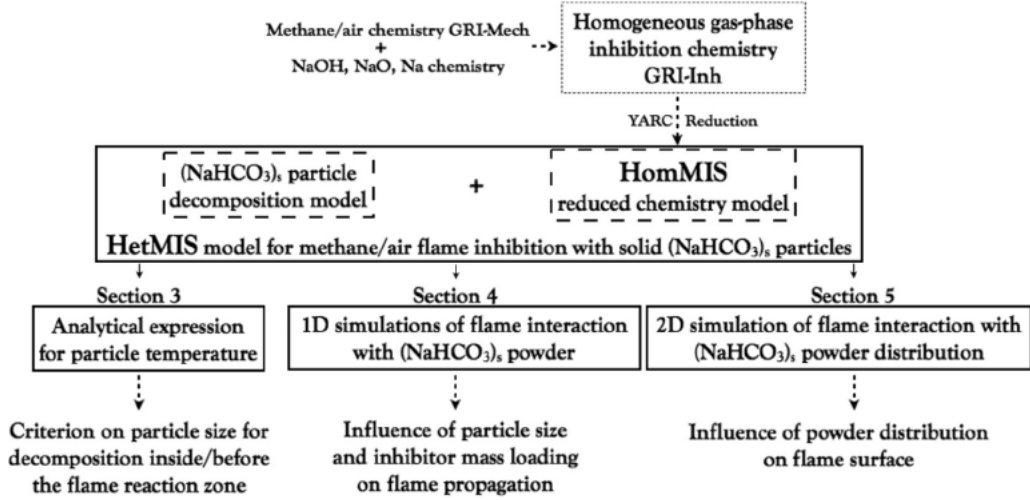 Methane/air chemistry GRI-Mech
+
NaOH, NaO, Na chemistry
Homogeneous gas-phase
inhibition chemistry
GRI-Inh
YARC Reduction
(NaHCO₃)ₛ particle
decomposition model
+
HomMIS
reduced chemistry model
HetMIS model for methane/air flame inhibition with solid (NaHCO₃)ₛ particles
Section 3
Analytical expression
for particle temperature
Criterion on particle size for
decomposition inside/before
the flame reaction zone
Section 4
1D simulations of flame interaction
with (NaHCO₃)ₛ powder
Influence of particle size
and inhibitor mass loading
on flame propagation
Section 5
2D simulation of flame interaction with
(NaHCO₃)ₛ powder distribution
Influence of powder distribution
on flame surface